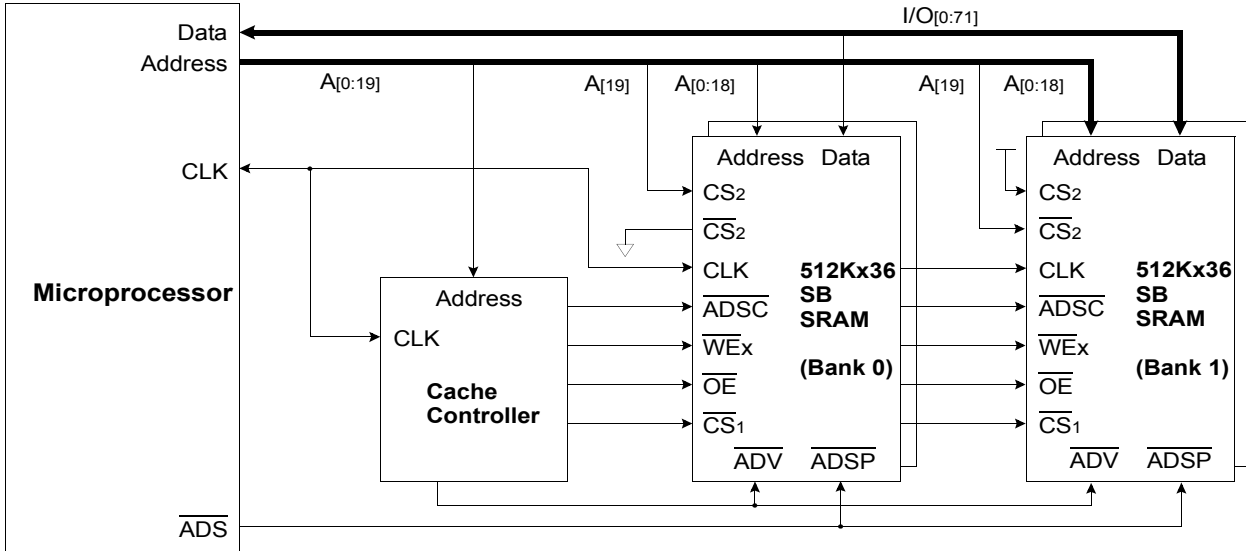 I/O[0:71]
Data
Address
A[0:19]
A[19]
A[0:18]
A[19]
A[0:18]
CLK
Microprocessor
ADS
Address
CLK
Cache
Controller
Address Data
CS2
CS2
CLK
ADSC
WEx
OE
CS1
ADV ADSP
512Kx36
SB
SRAM
(Bank 0)
Address Data
CS2
CS2
CLK
ADSC
WEx
OE
CS1
ADV ADSP
512Kx36
SB
SRAM
(Bank 1)